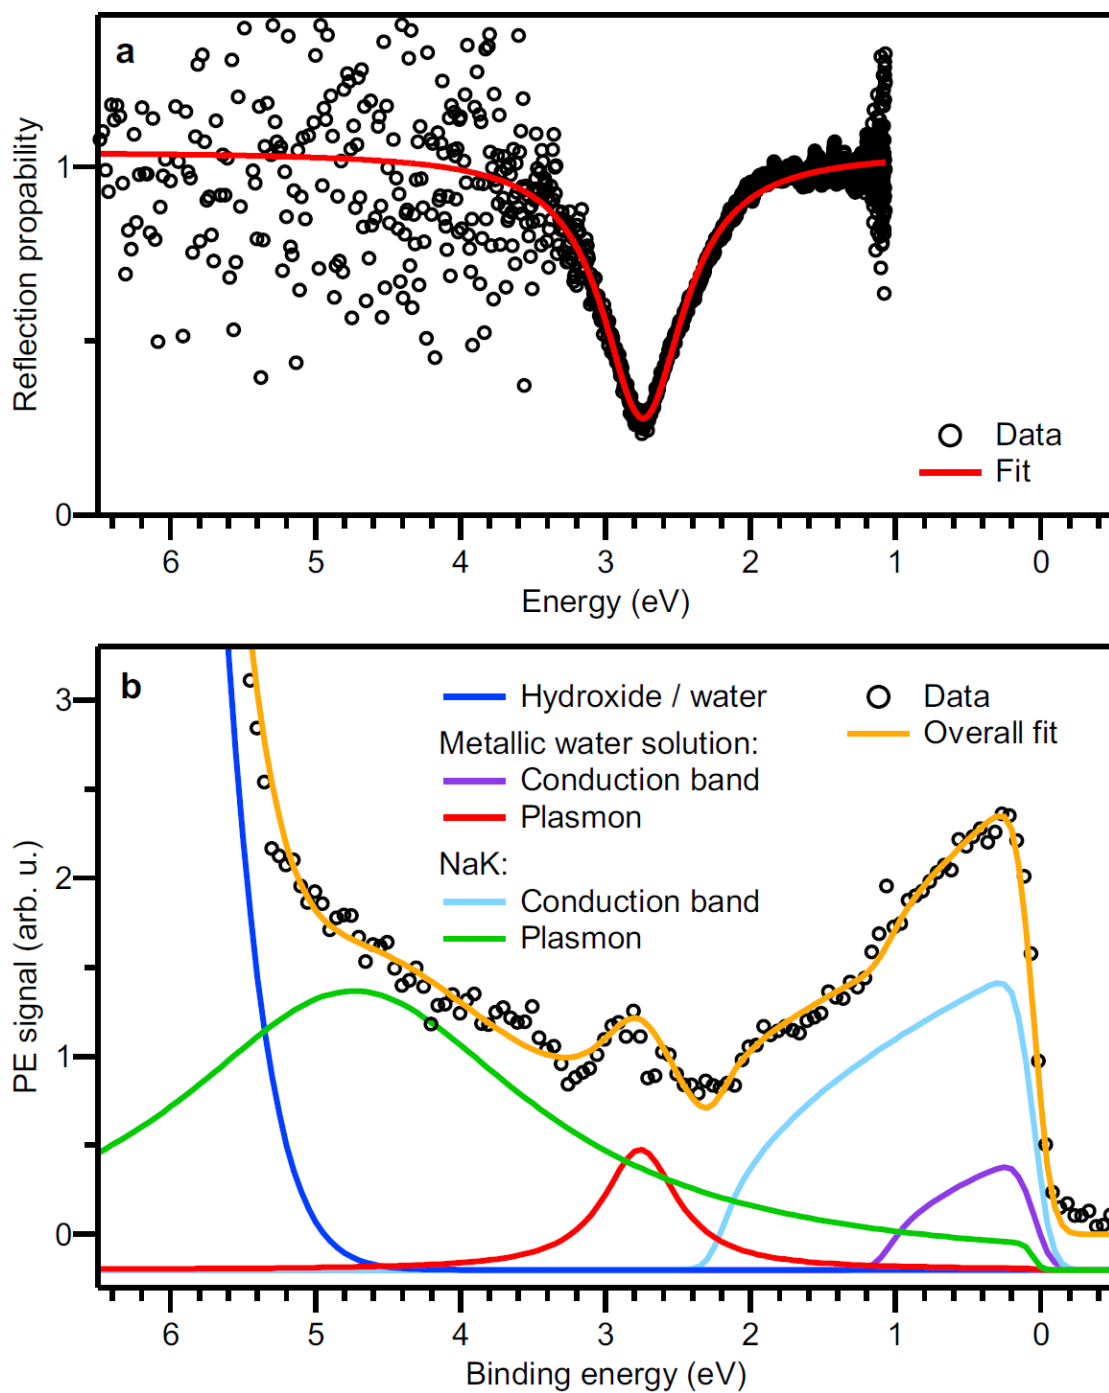 a
Reflection propability
1
0
Data
Fit
6 5 4 3 2 1 0
Energy (eV)
b
PE signal (arb. u.)
3
2
1
0
Hydroxide / water
Metallic water solution:
Conduction band
Plasmon
NaK:
Conduction band
Plasmon
Data
Overall fit
6 5 4 3 2 1 0
Binding energy (eV)